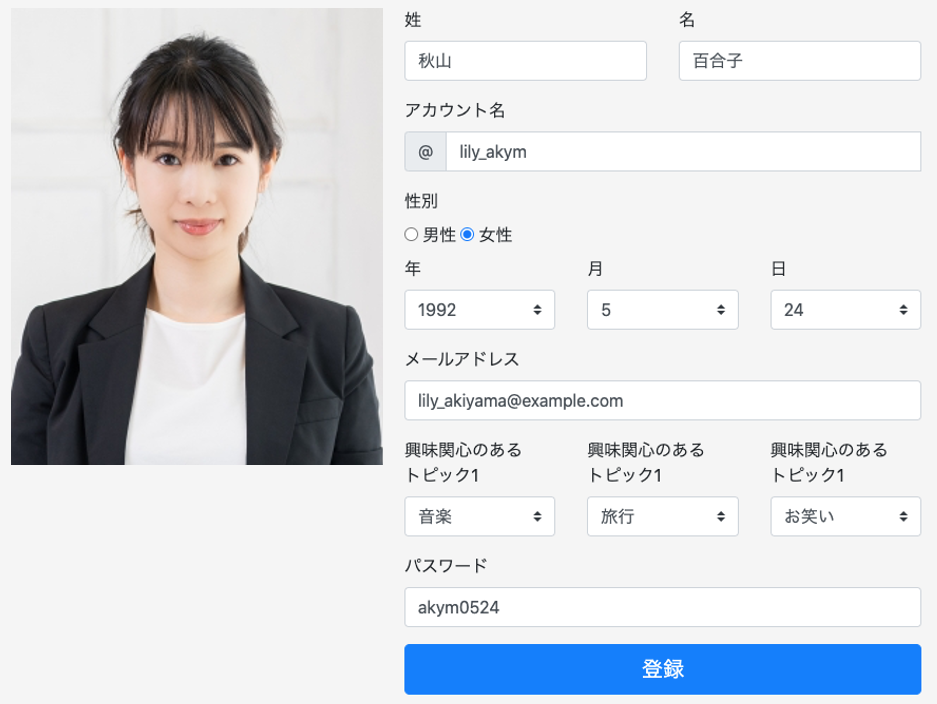 姓 名
秋山 百合子
アカウント名
@ lily_akym
性別
男性 女性
年 月 日
1992 5 24
メールアドレス
lily_akiyama@example.com
興味関心のある 興味関心のある 興味関心のある
トピック1 トピック1 トピック1
音楽 旅行 お笑い
パスワード
akym0524
登録